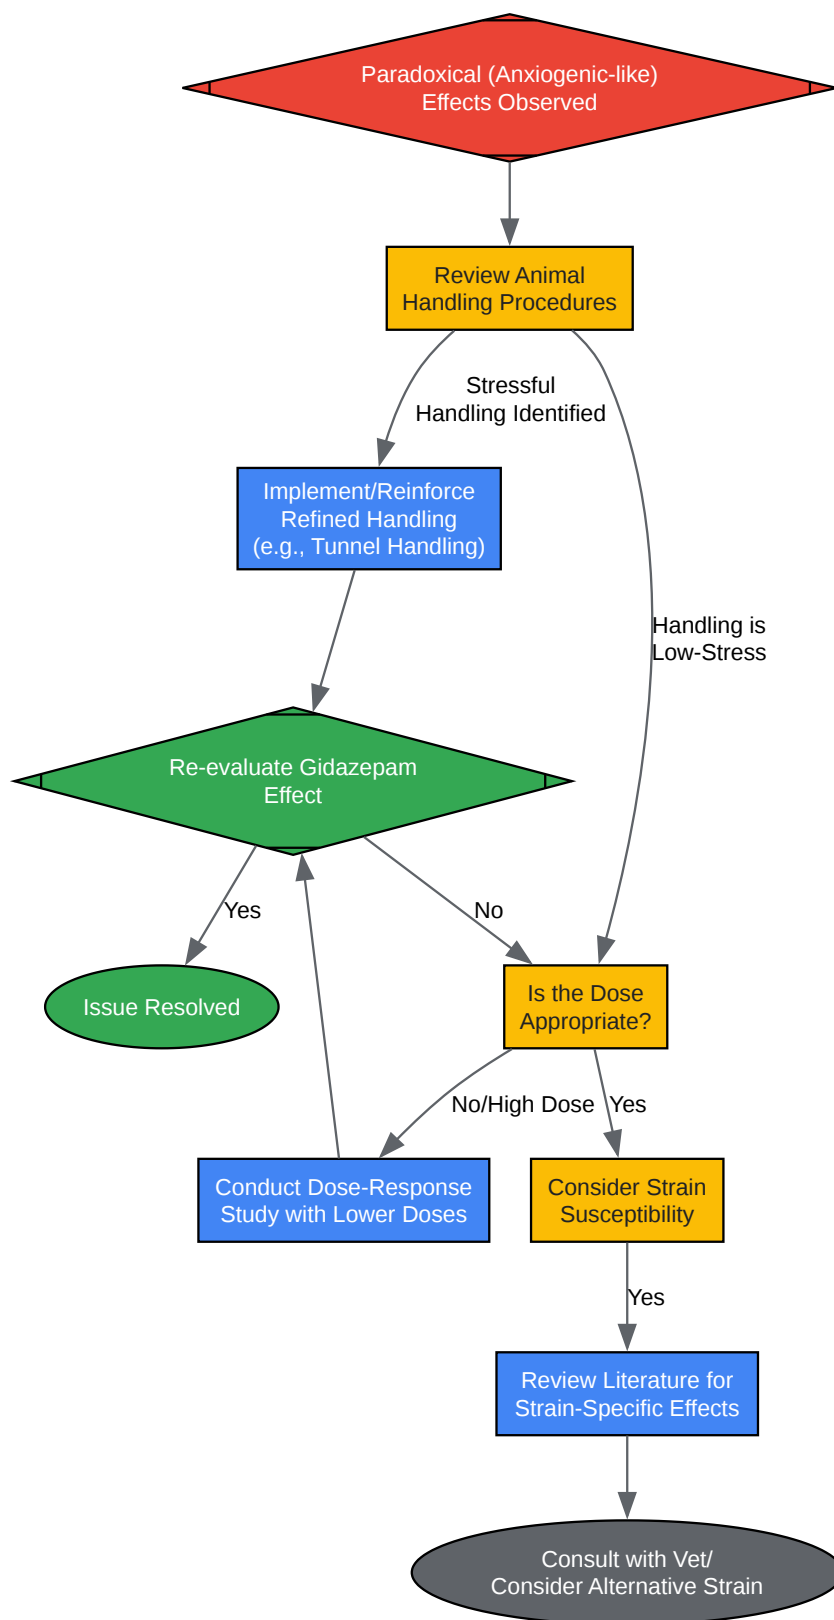 Paradoxical (Anxiogenic-like)
Effects Observed
Review Animal
Handling Procedures
Stressful
Handling Identified
Implement/Reinforce
Refined Handling
(e.g., Tunnel Handling)
Handling is
Low-Stress
Re-evaluate Gidazepam
Effect
Yes
No
Issue Resolved
Is the Dose
Appropriate?
No/High Dose
Yes
Conduct Dose-Response
Study with Lower Doses
Consider Strain
Susceptibility
Yes
Review Literature for
Strain-Specific Effects
Consult with Vet/
Consider Alternative Strain